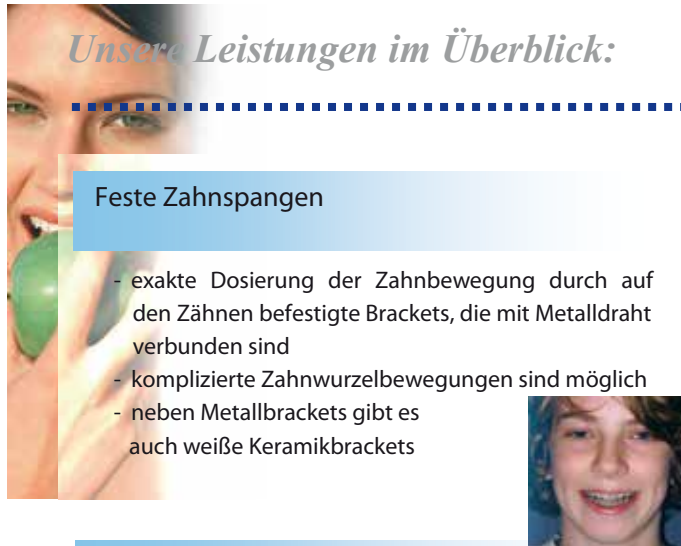 Unsere Leistungen im Überblick:
Feste Zahnspangen
- exakte Dosierung der Zahnbewegung durch auf
den Zähnen befestigte Brackets, die mit Metalldraht
verbunden sind
- komplizierte Zahnwurzelbewegungen sind möglich
- neben Metallbrackets gibt es
auch weiße Keramikbrackets